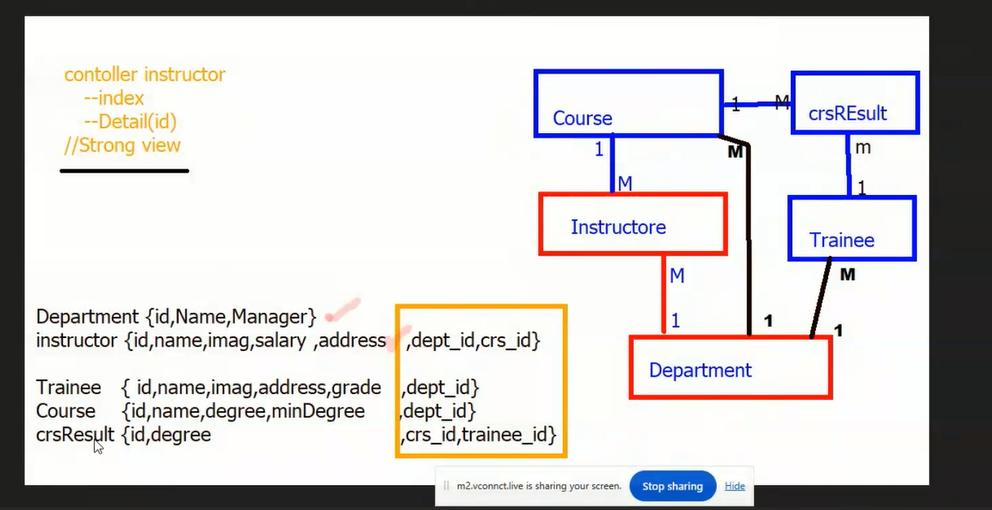 contoller instructor
--index
--Detail(id)
//Strong view
Course
1
M
crsREsult
1
M
M
m
1
Instructore
Trainee
M
1
M
1
1
Department
Department {id,Name,Manager}
instructor {id,name,imag,salary ,address ,dept_id,crs_id}
Trainee { id,name,imag,address,grade ,dept_id}
Course {id,name,degree,minDegree ,dept_id}
crsResult {id,degree ,crs_id,trainee_id}
m2.vconnct.live is sharing your screen. Stop sharing Hide